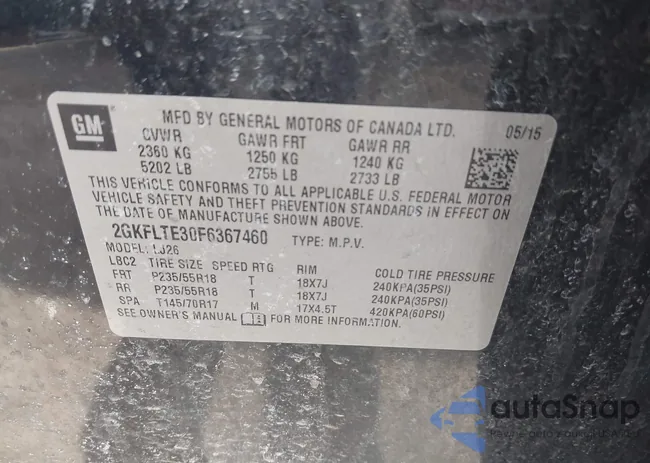 GM
MFD BY GENERAL MOTORS OF CANADA LTD. 05/15
GVWR GAWR FRT GAWR RR
2360 KG 1250 KG 1240 KG
5202 LB 2755 LB 2733 LB
THIS VEHICLE CONFORMS TO ALL APPLICABLE U.S. FEDERAL MOTOR
VEHICLE SAFETY AND THEFT PREVENTION STANDARDS IN EFFECT ON
THE DATE OF MANUFACTURE SHOWN ABOVE.
2GKFLTE30F6367460 TYPE: M.P.V.
MODEL: LJ26
LBC2 TIRE SIZE SPEED RTG RIM COLD TIRE PRESSURE
FRT P235/55R18 T 18X7J 240KPA(35PSI)
RR P235/55R18 T 18X7J 240KPA(35PSI)
SPA T145/70R17 M 17X4.5T 420KPA(60PSI)
SEE OWNER'S MANUAL FOR MORE INFORMATION.
autaSnap